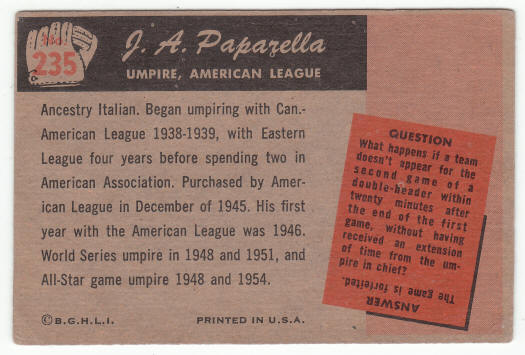 No.
235
J. A. Paparella
UMPIRE, AMERICAN LEAGUE
Ancestry Italian. Began umpiring with Can.-
American League 1938-1939, with Eastern
League four years before spending two in
American Association. Purchased by Amer-
ican League in December of 1945. His first
year with the American League was 1946.
World Series umpire in 1948 and 1951, and
All-Star game umpire 1948 and 1954.
©B.G.H.L.I.
PRINTED IN U.S.A.
QUESTION
What happens if a team
doesn't appear for the
second game of a
double-header within
twenty minutes after
the end of the first
game, without having
received an extension
of time from the um-
pire in chief?
ANSWER
The game is forfeited.